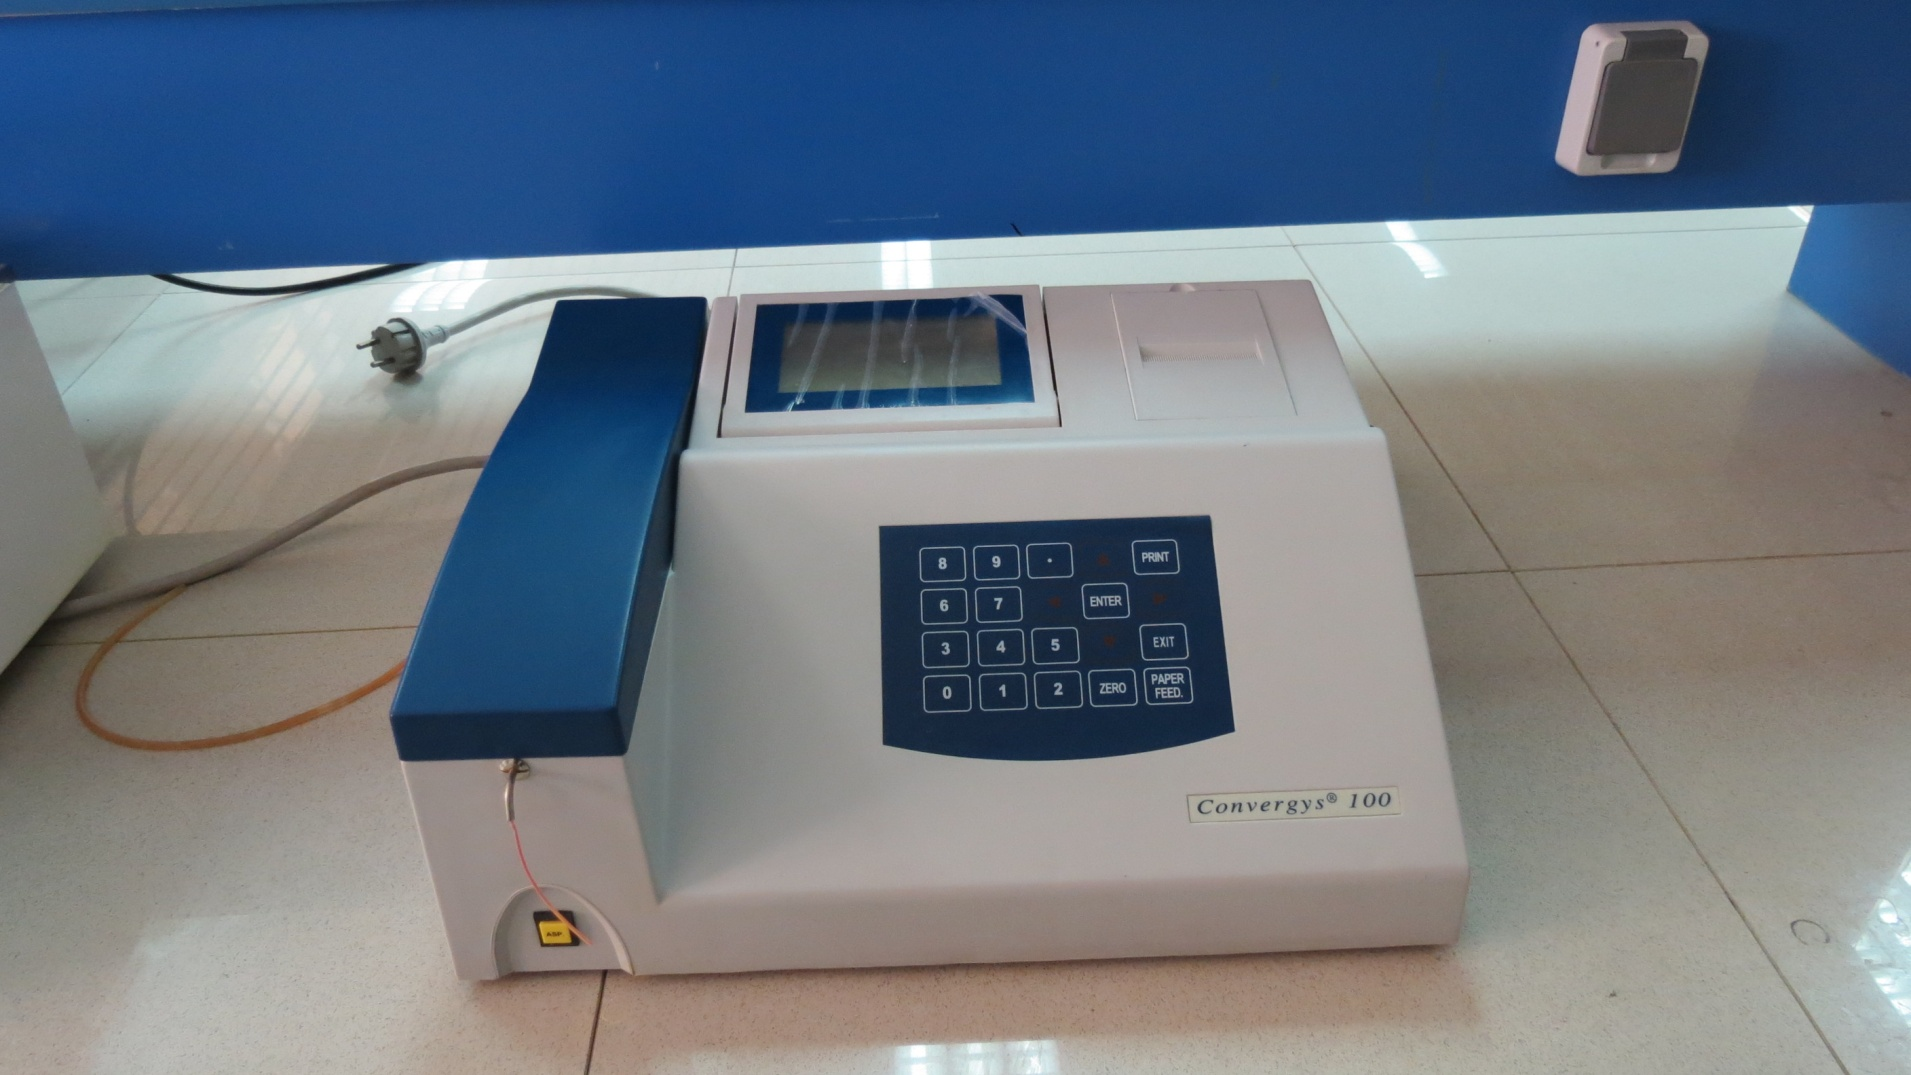 8 9 . PRINT
6 7 ENTER
3 4 5 EXIT
0 1 2 ZERO PAPER FEED.
Convergys® 100
ASP